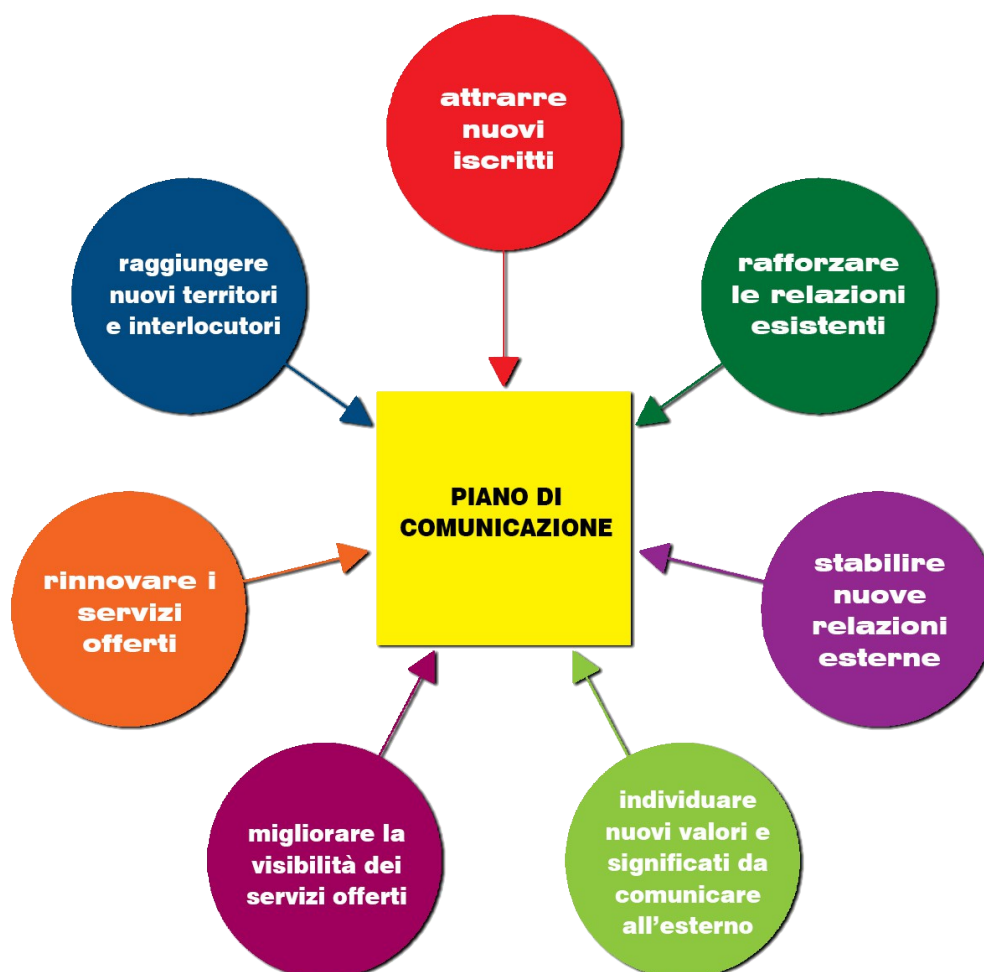 attrarre
nuovi
iscritti
raggiungere
nuovi territori
e interlocutori
rafforzare
le relazioni
esistenti
PIANO DI
COMUNICAZIONE
rinnovare i
servizi
offerti
stabilire
nuove
relazioni
esterne
migliorare la
visibilità dei
servizi offerti
individuare
nuovi valori e
significati da
comunicare
all'esterno